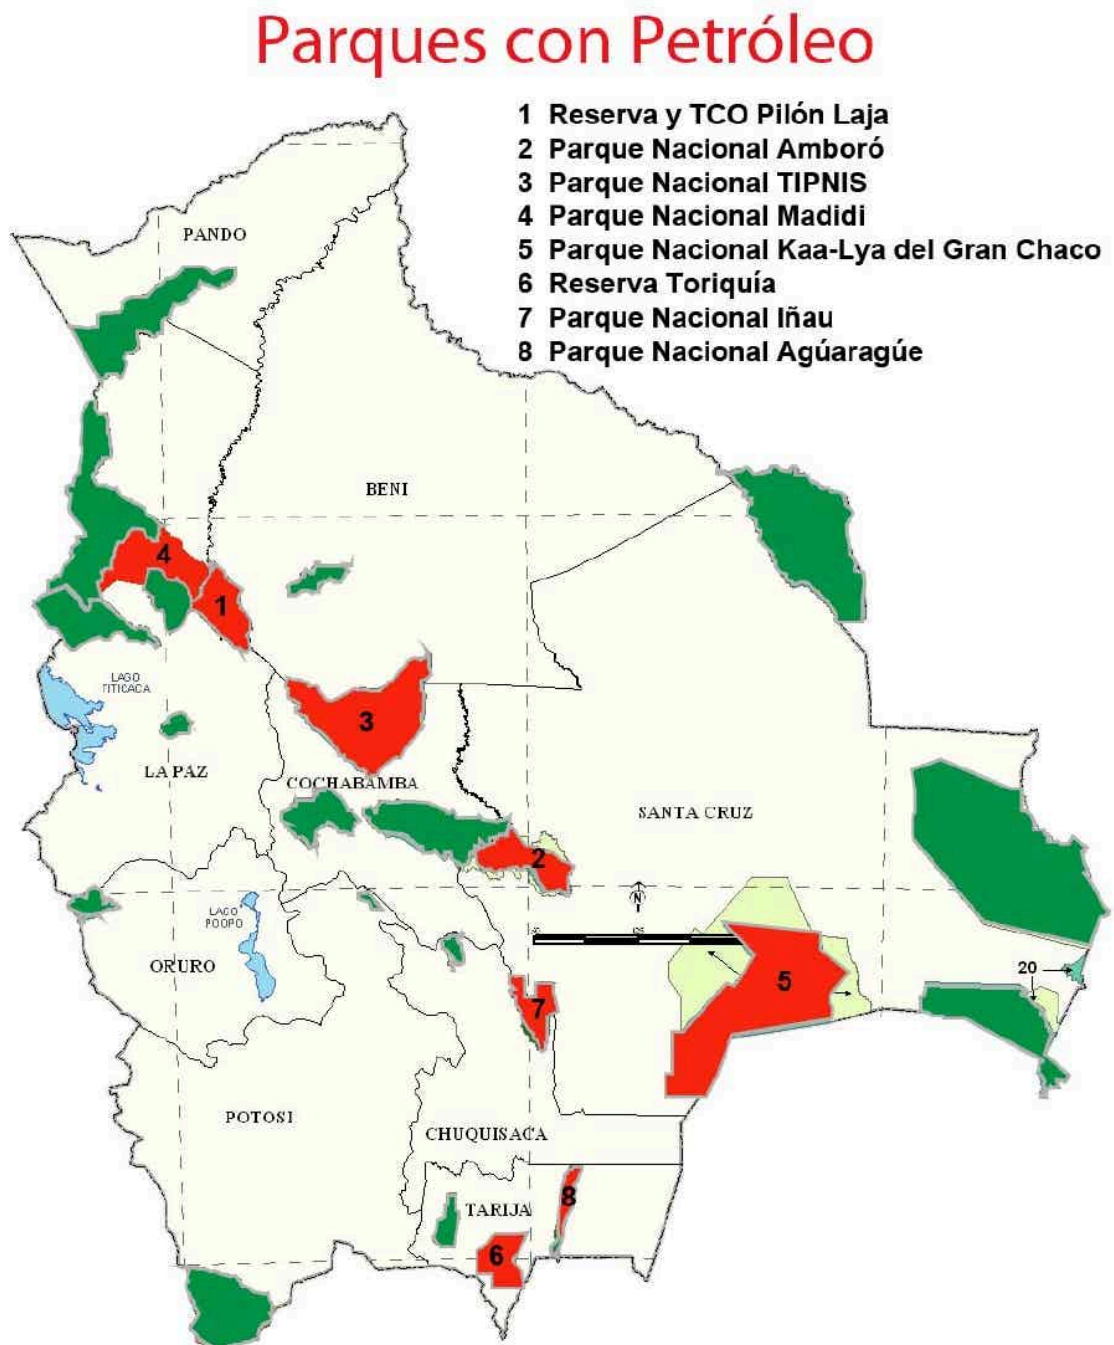 Parques con Petróleo
1 Reserva y TCO Pilón Laja
2 Parque Nacional Amboró
3 Parque Nacional TIPNIS
4 Parque Nacional Madidi
5 Parque Nacional Kaa-Lya del Gran Chaco
6 Reserva Toriquía
7 Parque Nacional Iñau
8 Parque Nacional Agúaragúe
PANDO
BENI
4
1
LAGO
TITICACA
3
LA PAZ
COCHABAMBA
SANTA CRUZ
2
N
LAGO
POOPO
ORURO
20
5
7
POTOSI
CHUQUISACA
8
TARIJA
6